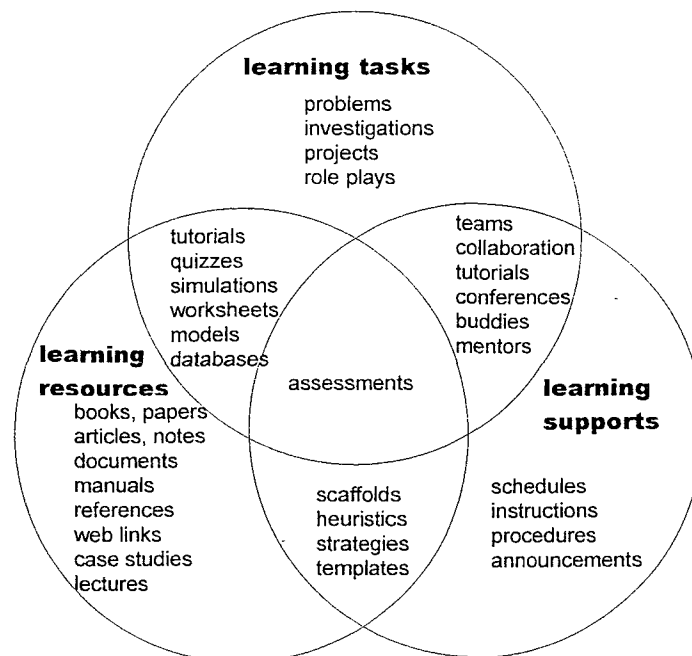 learning tasks
problems
investigations
projects
role plays
tutorials
quizzes
simulations
worksheets
models
databases
teams
collaboration
tutorials
conferences
buddies
mentors
learning
resources
books, papers
articles, notes
documents
manuals
references
web links
case studies
lectures
assessments
learning
supports
scaffolds
heuristics
strategies
templates
schedules
instructions
procedures
announcements